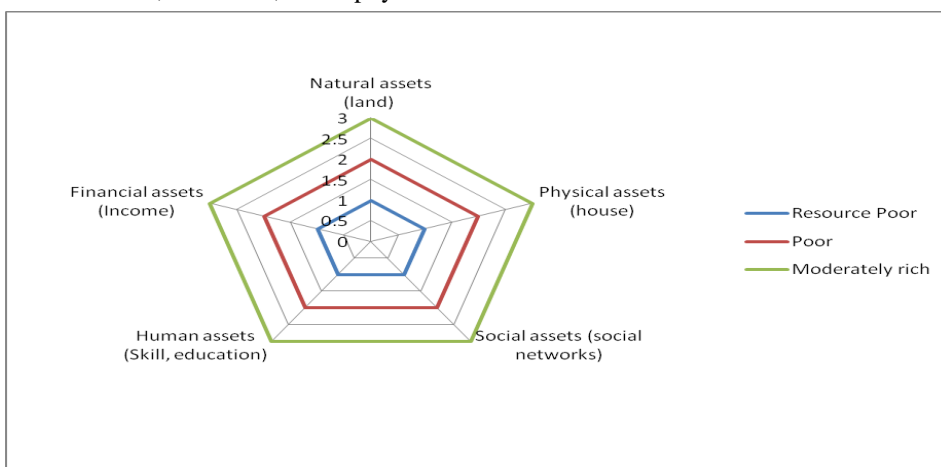 Natural assets
(land)
3
2.5
2
1.5
1
0.5
0
Financial assets
(Income)
Physical assets
(house)
Human assets
(Skill, education)
Social assets (social
networks)
Resource Poor
Poor
Moderately rich